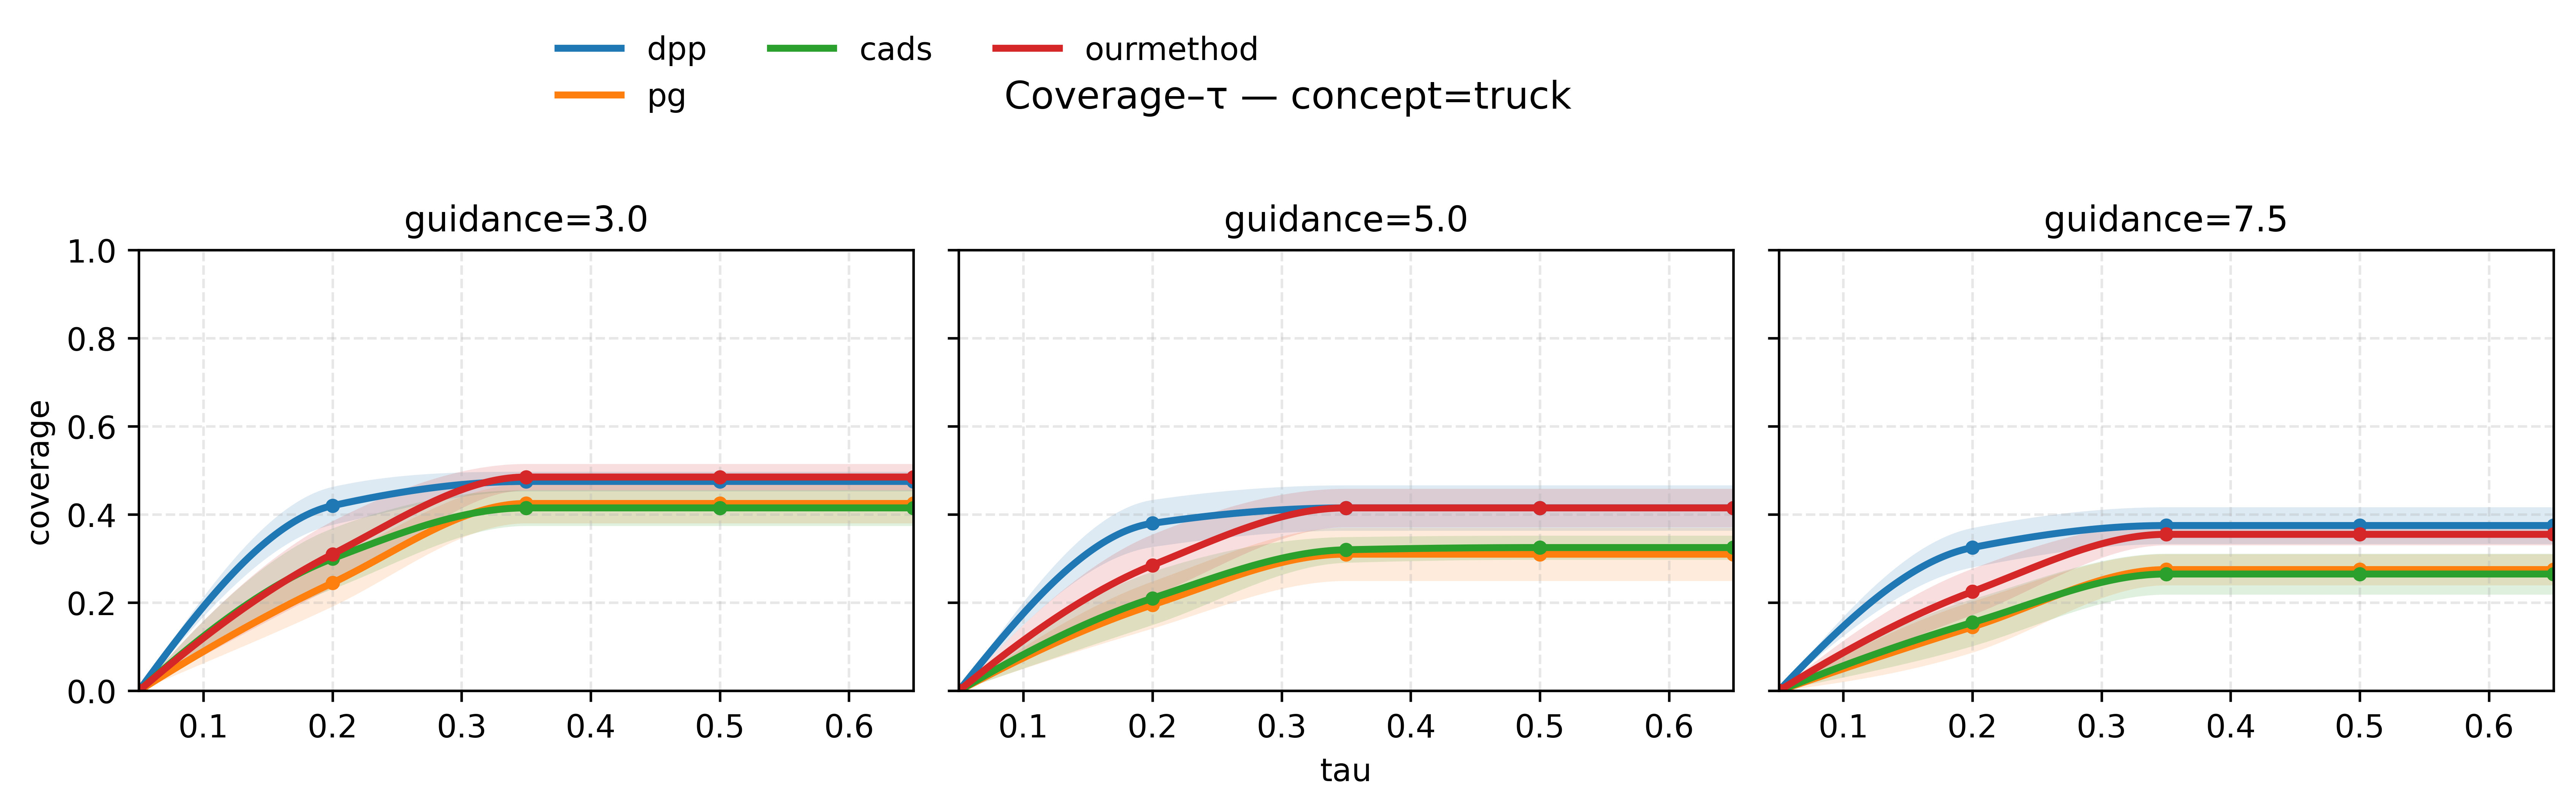 dpp cads ourmethod
pg
Coverage–τ — concept=truck
guidance=3.0 guidance=5.0 guidance=7.5
coverage
1.0
0.8
0.6
0.4
0.2
0.0
0.1 0.2 0.3 0.4 0.5 0.6
0.1 0.2 0.3 0.4 0.5 0.6
0.1 0.2 0.3 0.4 0.5 0.6
tau